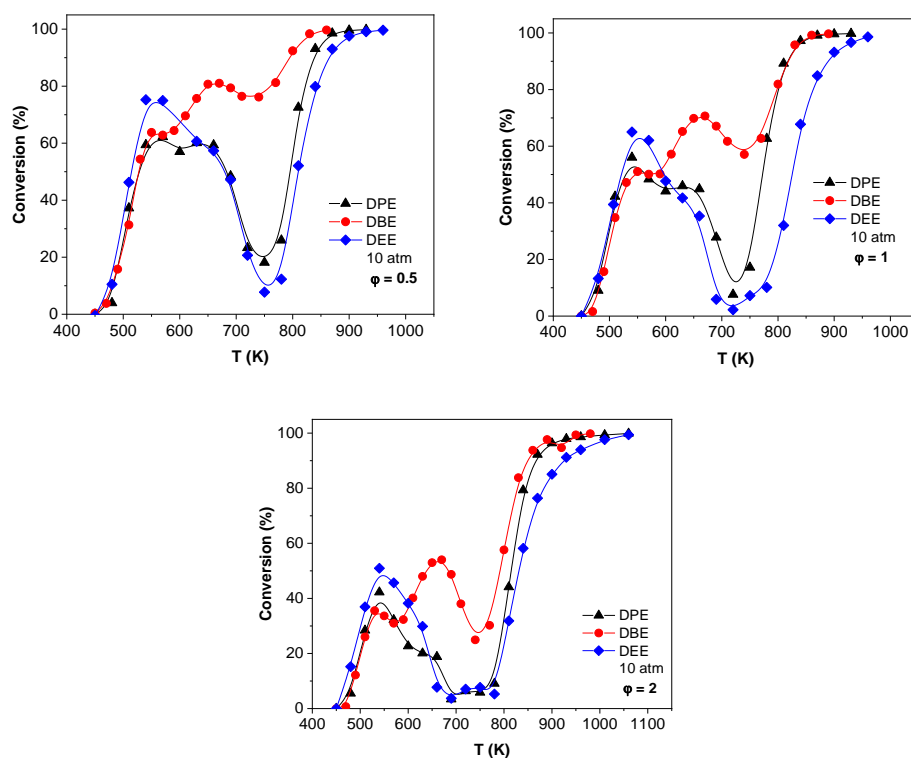 100
80
60
40
20
0
Conversion (%)
DPE
DBE
DEE
10 atm
φ = 0.5
400 500 600 700 800 900 1000
T (K)
100
80
60
40
20
0
Conversion (%)
DPE
DBE
DEE
10 atm
φ = 1
400 500 600 700 800 900 1000
T (K)
100
80
60
40
20
0
Conversion (%)
DPE
DBE
DEE
10 atm
φ = 2
400 500 600 700 800 900 1000 1100
T (K)